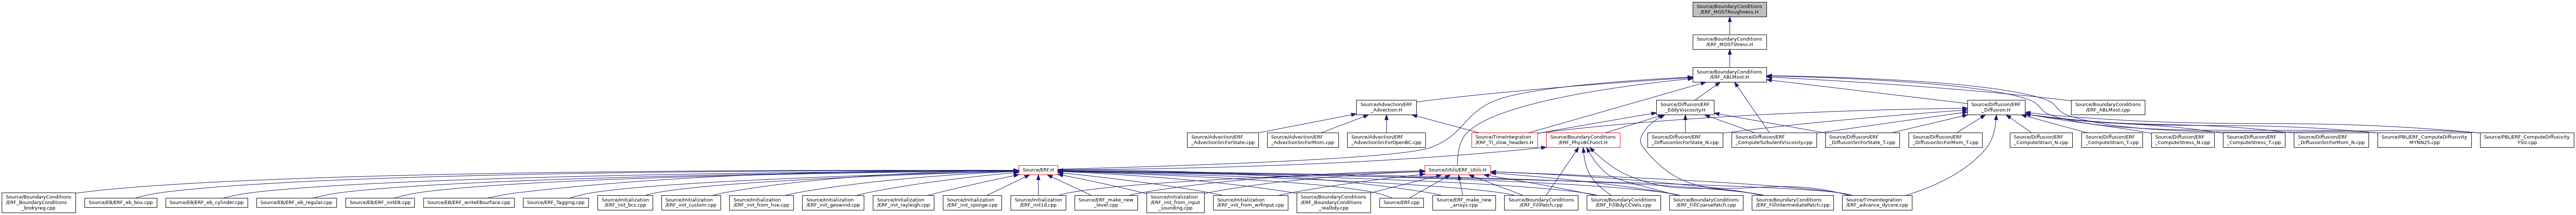 Source/BoundaryConditions
/ERF_MOSTRoughness.H
Source/BoundaryConditions
/ERF_MOSTStress.H
Source/BoundaryConditions
/ERF_ABLMost.H
Source/Advection/ERF
_Advection.H
Source/Diffusion/ERF
_EddyViscosity.H
Source/Diffusion/ERF
_Diffusion.H
Source/BoundaryConditions
/ERF_ABLMost.cpp
Source/Advection/ERF
_AdvectionSrcForState.cpp
Source/Advection/ERF
_AdvectionSrcForMom.cpp
Source/Advection/ERF
_AdvectionSrcForOpenBC.cpp
Source/TimeIntegration
/ERF_TI_slow_headers.H
Source/BoundaryConditions
/ERF_PhysBCFunct.H
Source/Diffusion/ERF
_DiffusionSrcForState_N.cpp
Source/Diffusion/ERF
_ComputeTurbulentViscosity.cpp
Source/Diffusion/ERF
_DiffusionSrcForState_T.cpp
Source/Diffusion/ERF
_DiffusionSrcForMom_T.cpp
Source/Diffusion/ERF
_ComputeStrain_N.cpp
Source/Diffusion/ERF
_ComputeStrain_T.cpp
Source/Diffusion/ERF
_ComputeStress_N.cpp
Source/Diffusion/ERF
_ComputeStress_T.cpp
Source/Diffusion/ERF
_DiffusionSrcForMom_N.cpp
Source/PBL/ERF_ComputeDiffusivity
MYNN25.cpp
Source/PBL/ERF_ComputeDiffusivity
YSU.cpp
Source/ERF.H
Source/Utils/ERF_Utils.H
Source/BoundaryConditions
/ERF_BoundaryConditions
_bndryreg.cpp
Source/EB/ERF_eb_box.cpp
Source/EB/ERF_eb_cylinder.cpp
Source/EB/ERF_eb_regular.cpp
Source/EB/ERF_initEB.cpp
Source/EB/ERF_writeEBsurface.cpp
Source/ERF_Tagging.cpp
Source/Initialization
/ERF_init_bcs.cpp
Source/Initialization
/ERF_init_custom.cpp
Source/Initialization
/ERF_init_from_hse.cpp
Source/Initialization
/ERF_init_geowind.cpp
Source/Initialization
/ERF_init_rayleigh.cpp
Source/Initialization
/ERF_init_sponge.cpp
Source/Initialization
/ERF_init1d.cpp
Source/ERF_make_new
_level.cpp
Source/Initialization
/ERF_init_from_input
_sounding.cpp
Source/Initialization
/ERF_init_from_wrfinput.cpp
Source/BoundaryConditions
/ERF_BoundaryConditions
_realbdy.cpp
Source/ERF.cpp
Source/ERF_make_new
_arrays.cpp
Source/BoundaryConditions
/ERF_FillPatch.cpp
Source/BoundaryConditions
/ERF_FillBdyCCVels.cpp
Source/BoundaryConditions
/ERF_FillCoarsePatch.cpp
Source/BoundaryConditions
/ERF_FillIntermediatePatch.cpp
Source/TimeIntegration
/ERF_advance_dycore.cpp